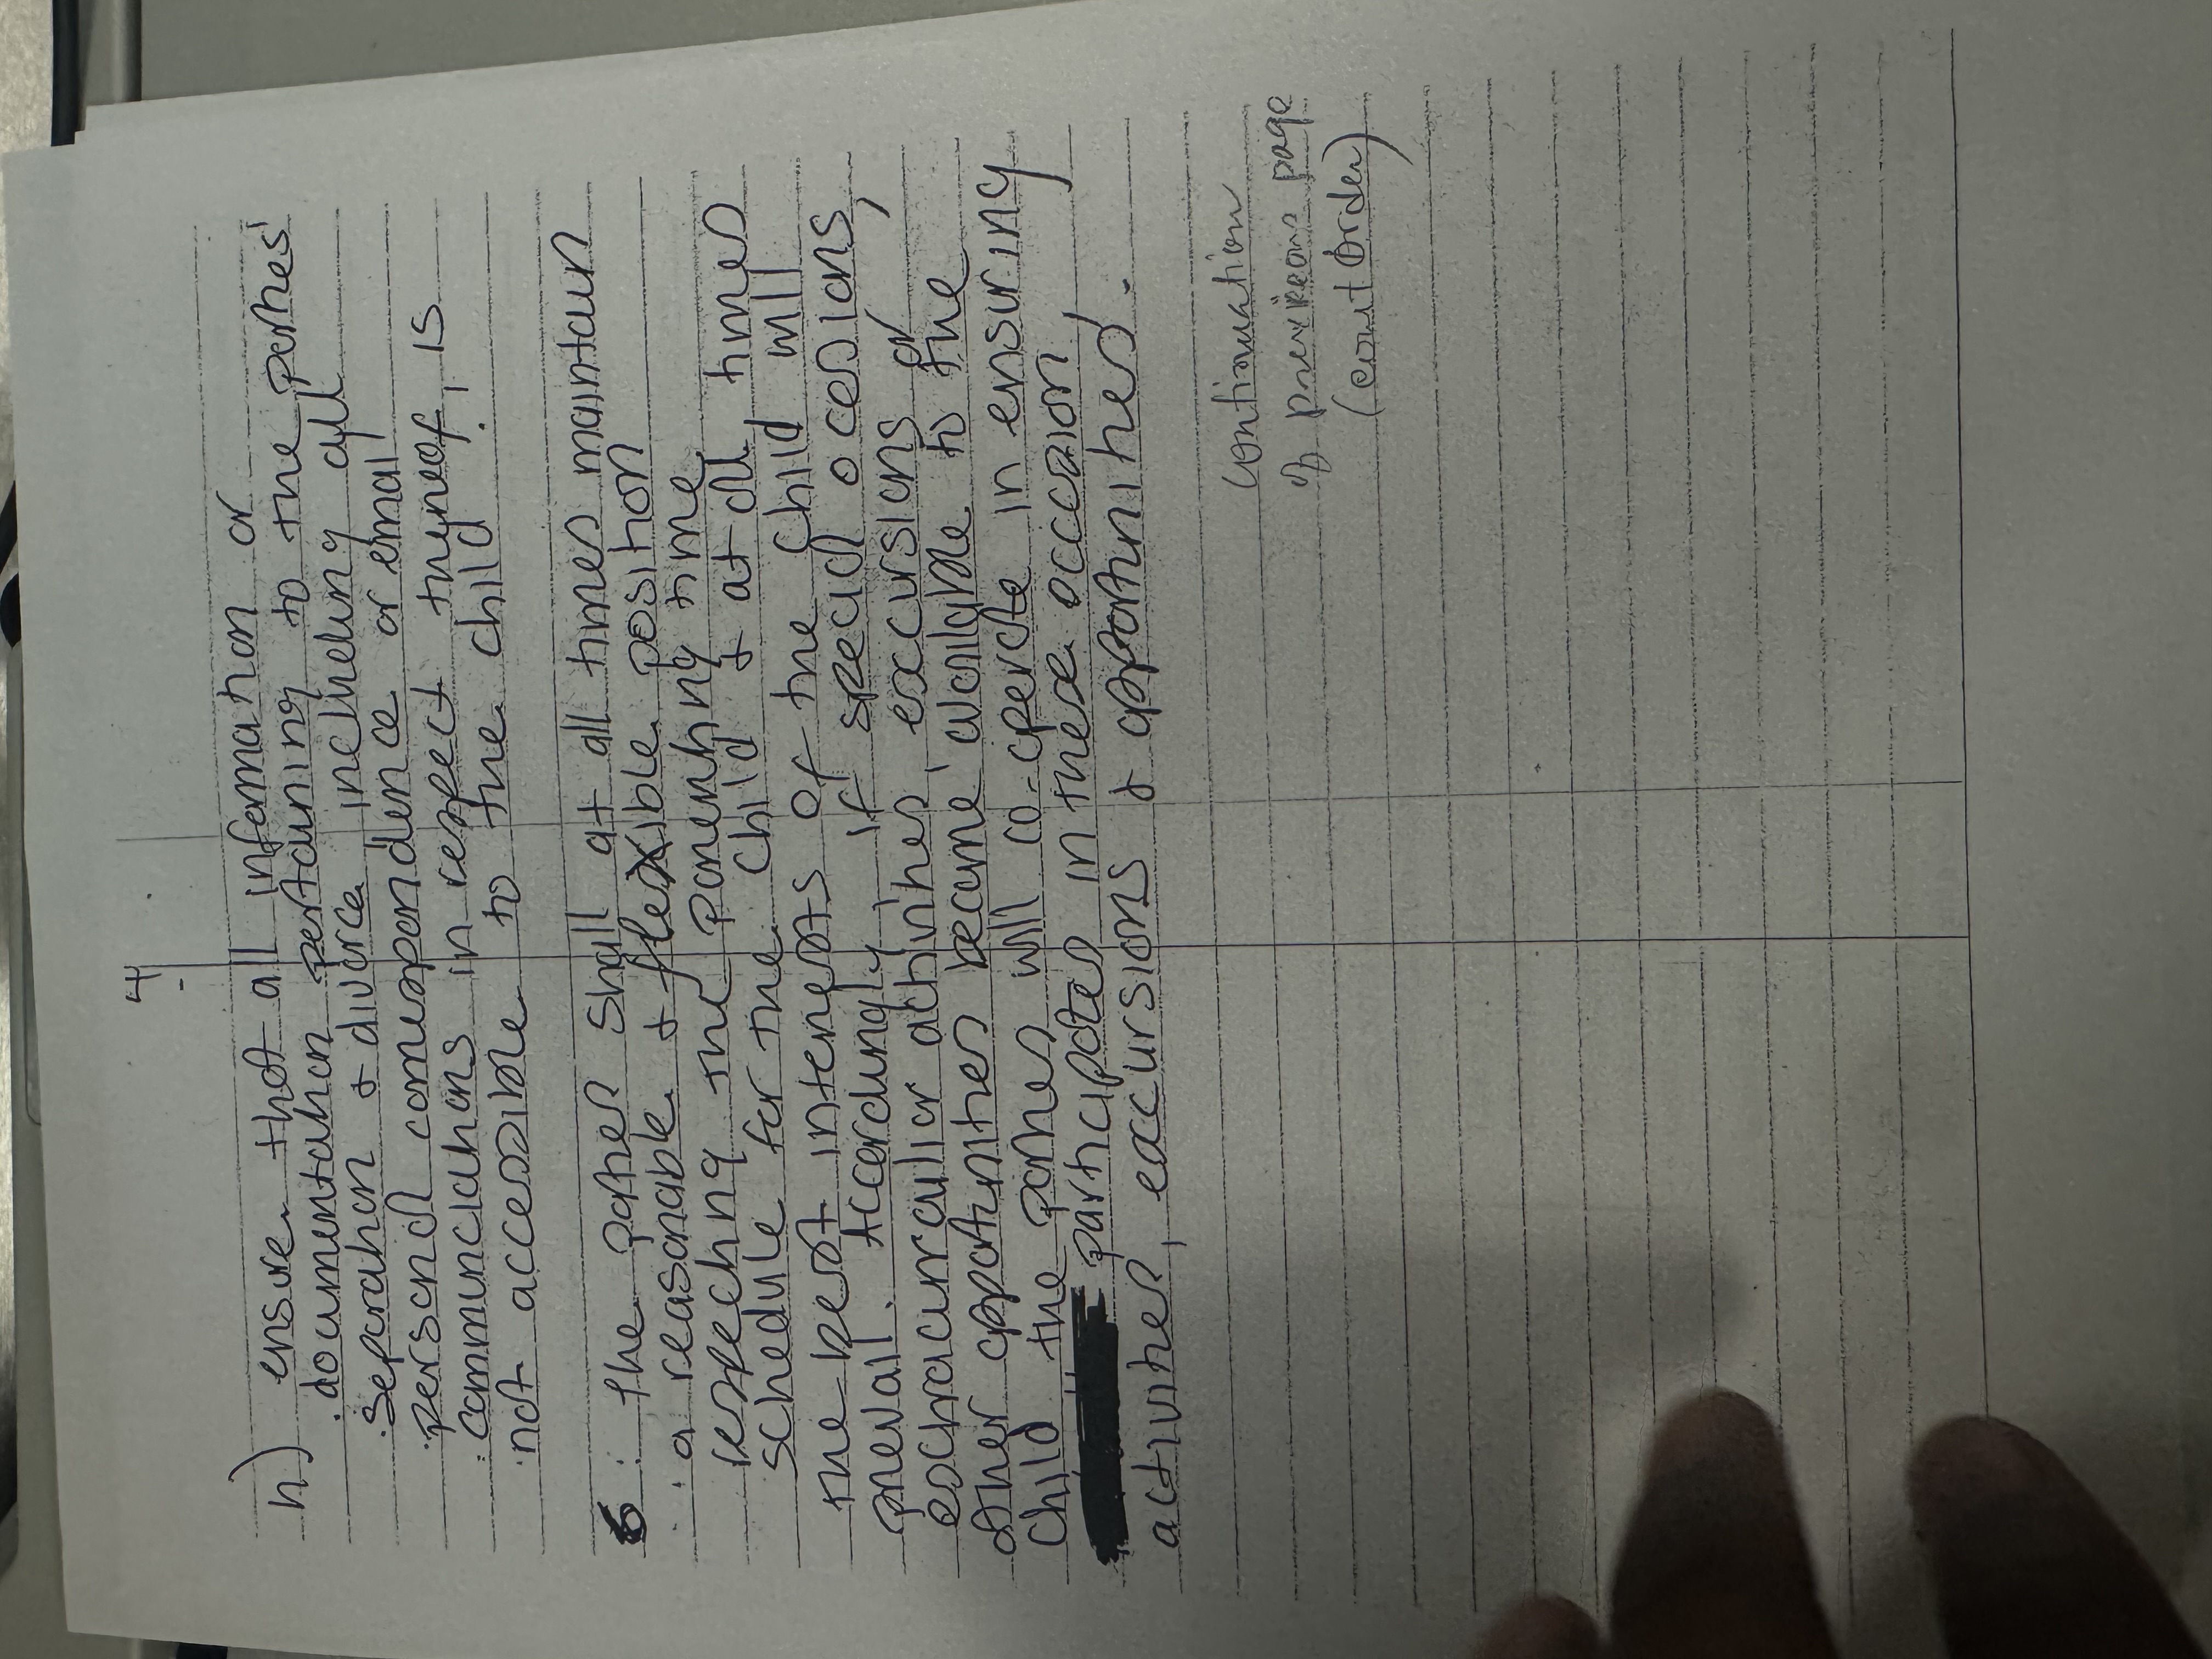 4
-
h) ensure that all information or
documentation pertaining to the parties'
separation & divorce, including all
personal correspondence or email
communciations in respect thereof, is
not accessible to the child.
6: The parties shall at all times maintain
a reasonable & flexible position
respecting the parenting time
schedule for the child & at all, times
the best interests of the child will
prevail. Accordingly, if special occasions,
extracurraculior activities, excursions or
other opportunities become available to the
child the parties will co-operate in ensuring
participates in these occasion,
activities, excursions & opportunities.
continuation
of previous page
(court Order)